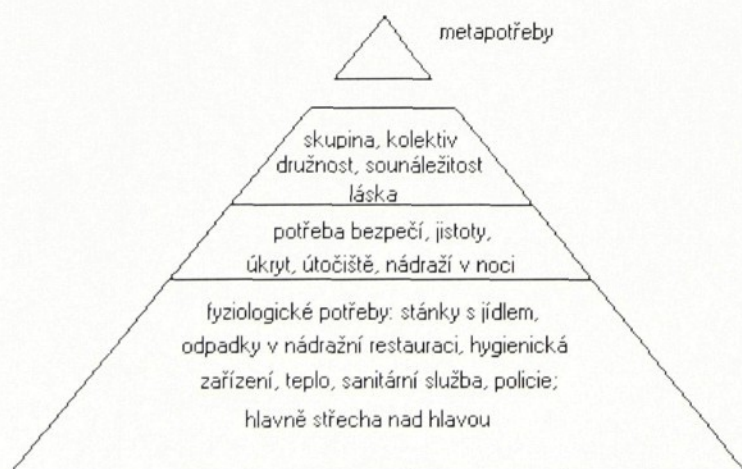 metapotřeby
skupina, kolektiv
družnost, sounáležitost
láska
potřeba bezpečí, jistoty,
úkryt, útočiště, nádraží v noci
fyziologické potřeby: stánky s jídlem,
odpadky v nádražní restauraci, hygienická
zařízení, teplo, sanitární služba, policie;
hlavně střecha nad hlavou